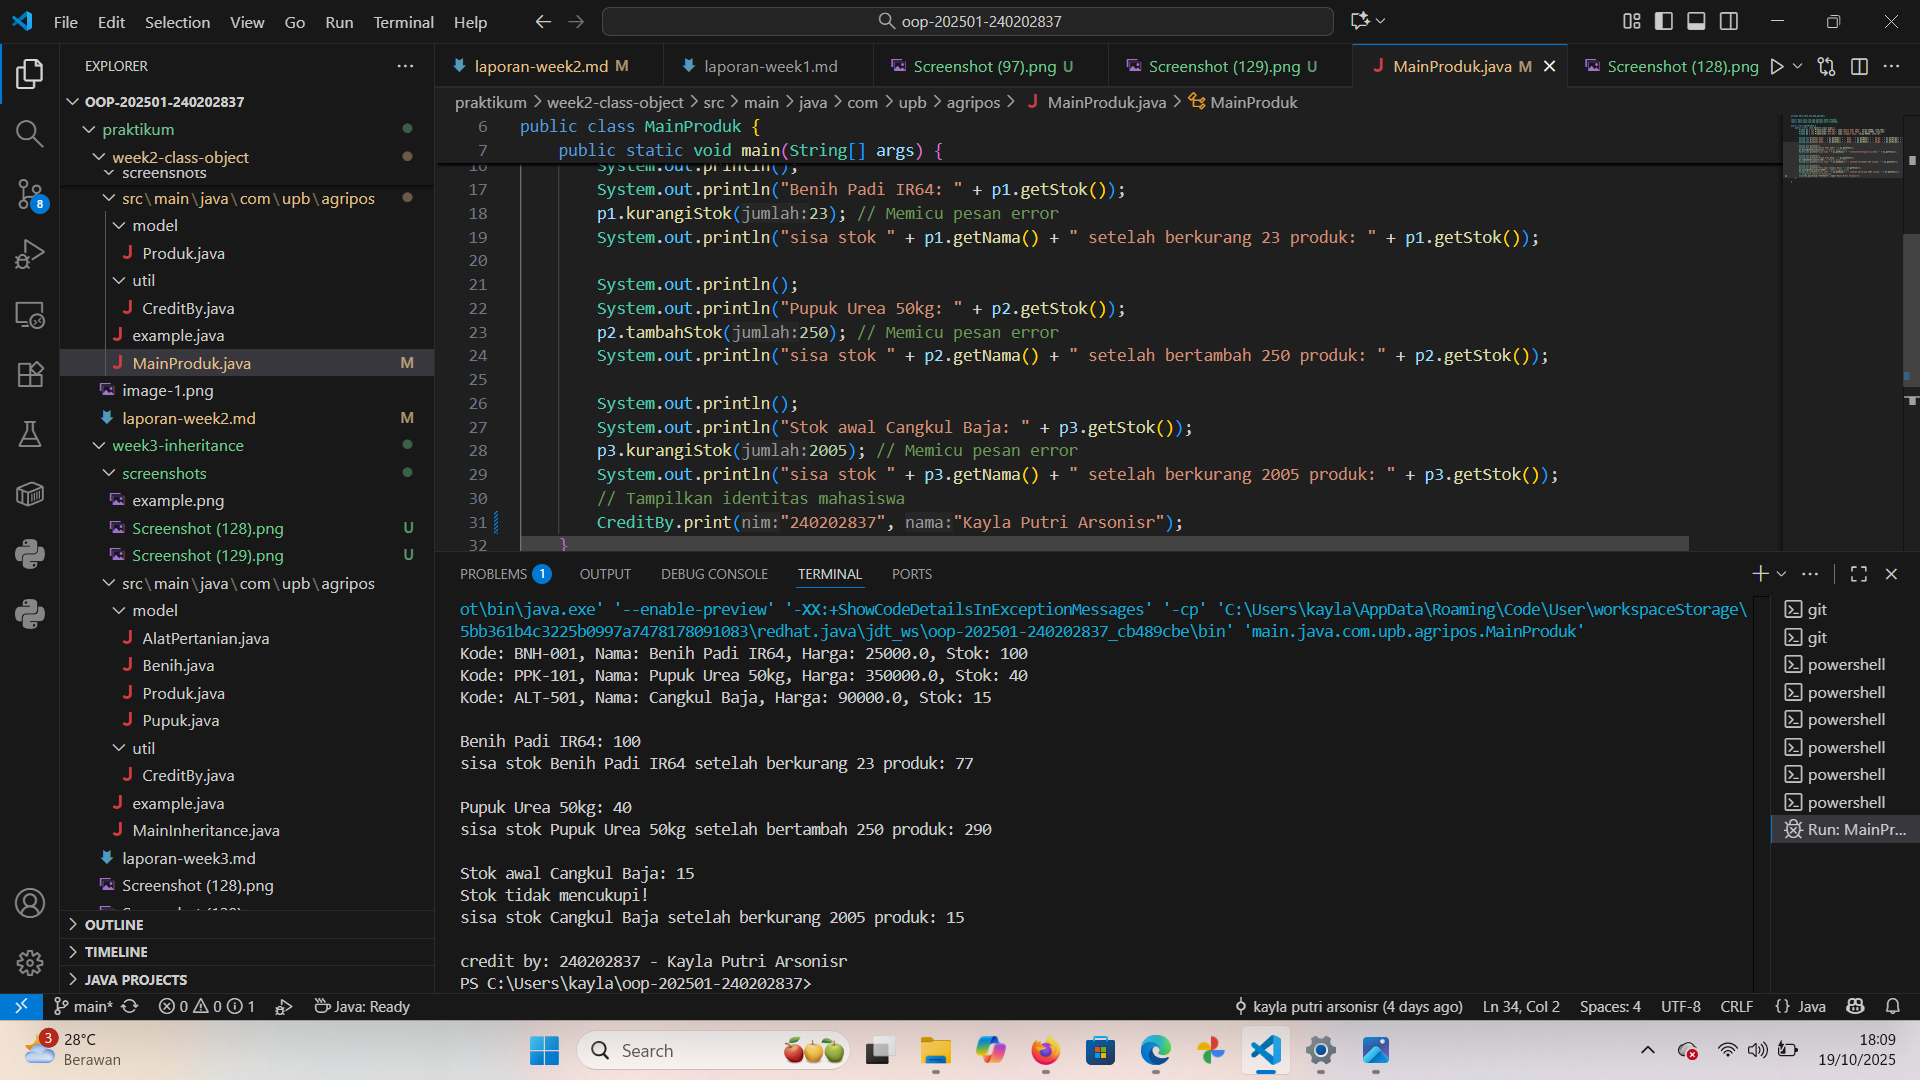 File Edit Selection View Go Run Terminal Help
oop-202501-240202837
EXPLORER
laporan-week2.md M
laporan-week1.md
Screenshot (97).png U
Screenshot (129).png U
MainProduk.java M
Screenshot (128).png
OOP-202501-240202837
praktikum
week2-class-object
screensnots
src\main\java\com\upb\agripos
model
Produk.java
util
CreditBy.java
example.java
MainProduk.java M
image-1.png
laporan-week2.md M
week3-inheritance
screenshots
example.png
Screenshot (128).png U
Screenshot (129).png U
src\main\java\com\upb\agripos
model
AlatPertanian.java
Benih.java
Produk.java
Pupuk.java
util
CreditBy.java
example.java
MainInheritance.java
laporan-week3.md
Screenshot (128).png
OUTLINE
TIMELINE
JAVA PROJECTS
8
praktikum > week2-class-object > src > main > java > com > upb > agripos > MainProduk.java > MainProduk
6 public class MainProduk {
7 public static void main(String[] args) {
16 System.out.println();
17 System.out.println("Benih Padi IR64: " + p1.getStok());
18 p1.kurangiStok(jumlah:23); // Memicu pesan error
19 System.out.println("sisa stok " + p1.getNama() + " setelah berkurang 23 produk: " + p1.getStok());
20
21 System.out.println();
22 System.out.println("Pupuk Urea 50kg: " + p2.getStok());
23 p2.tambahStok(jumlah:250); // Memicu pesan error
24 System.out.println("sisa stok " + p2.getNama() + " setelah bertambah 250 produk: " + p2.getStok());
25
26 System.out.println();
27 System.out.println("Stok awal Cangkul Baja: " + p3.getStok());
28 p3.kurangiStok(jumlah:2005); // Memicu pesan error
29 System.out.println("sisa stok " + p3.getNama() + " setelah berkurang 2005 produk: " + p3.getStok());
30 // Tampilkan identitas mahasiswa
31 CreditBy.print(nim:"240202837", nama:"Kayla Putri Arsonisr");
32 }
PROBLEMS 1 OUTPUT DEBUG CONSOLE TERMINAL PORTS
ot\bin\java.exe' '--enable-preview' '-XX:+ShowCodeDetailsInExceptionMessages' '-cp' 'C:\Users\kayla\AppData\Roaming\Code\User\workspaceStorage\
5bb361b4c3225b0997a7478178091083\redhat.java\jdt_ws\oop-202501-240202837_cb489cbe\bin' 'main.java.com.upb.agripos.MainProduk'
Kode: BNH-001, Nama: Benih Padi IR64, Harga: 25000.0, Stok: 100
Kode: PPK-101, Nama: Pupuk Urea 50kg, Harga: 350000.0, Stok: 40
Kode: ALT-501, Nama: Cangkul Baja, Harga: 90000.0, Stok: 15
Benih Padi IR64: 100
sisa stok Benih Padi IR64 setelah berkurang 23 produk: 77
Pupuk Urea 50kg: 40
sisa stok Pupuk Urea 50kg setelah bertambah 250 produk: 290
Stok awal Cangkul Baja: 15
Stok tidak mencukupi!
sisa stok Cangkul Baja setelah berkurang 2005 produk: 15
credit by: 240202837 - Kayla Putri Arsonisr
PS C:\Users\kayla\oop-202501-240202837>
git
git
powershell
powershell
powershell
powershell
powershell
powershell
Run: MainPr...
main* 0 0 1 Java: Ready
kayla putri arsonisr (4 days ago) Ln 34, Col 2 Spaces: 4 UTF-8 CRLF {} Java
3
28°C
Berawan
Search
18:09
19/10/2025